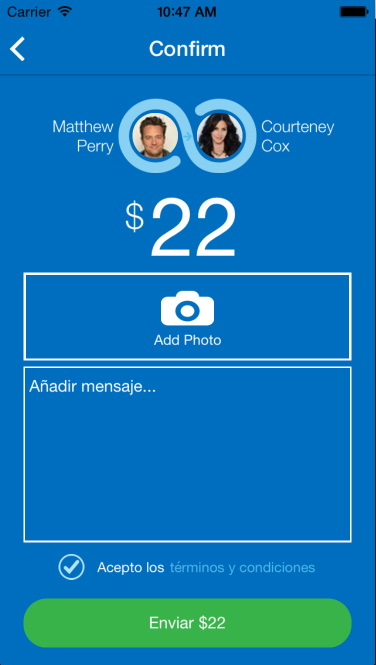 Carrier 10:47 AM
Confirm
Matthew
Perry
Courteney
Cox
$22
Add Photo
Añadir mensaje...
Acepto los términos y condiciones
Enviar $22